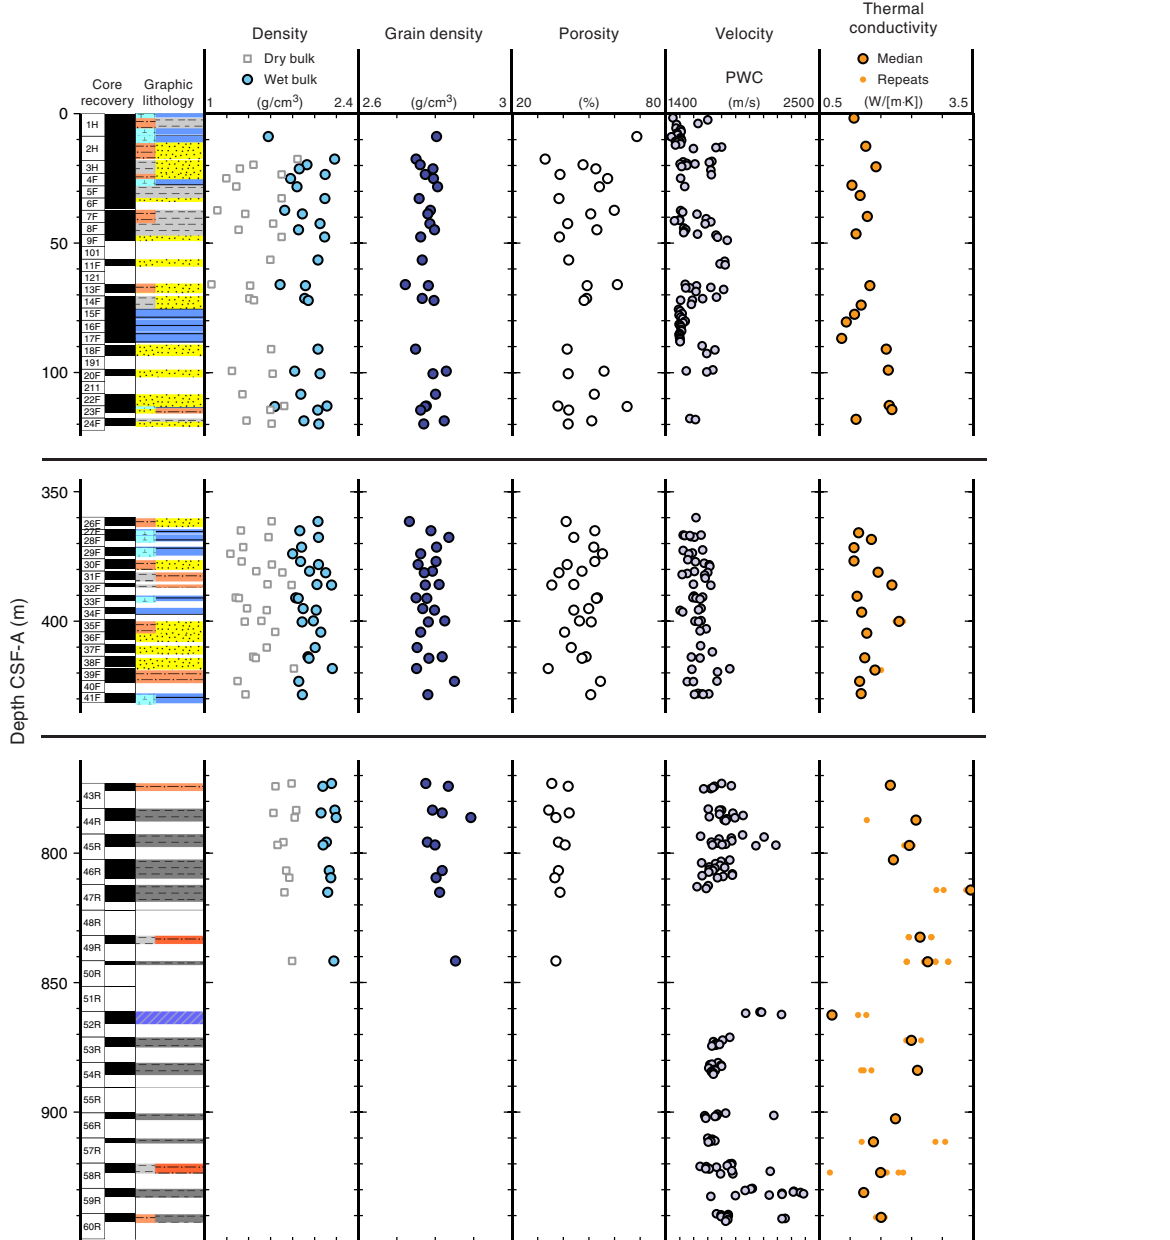 Density
Grain density
Porosity
Velocity
Thermal
conductivity
Dry bulk
Wet bulk
PWC
Median
Repeats
Core
recovery
Graphic
lithology
1 (g/cm³) 2.4
2.6 (g/cm³) 3
20 (%) 80
1400 (m/s) 2500
0.5 (W/[m·K]) 3.5
0
1H
2H
3H
4F
5F
6F
7F
8F
50
9F
101
11F
121
13F
14F
15F
16F
17F
18F
191
100
20F
211
22F
23F
24F
350
26F
27F
28F
29F
30F
31F
32F
33F
34F
400
35F
36F
37F
38F
39F
40F
41F
Depth CSF-A (m)
43R
44R
800
45R
46R
47R
48R
49R
850
50R
51R
52R
53R
54R
55R
900
56R
57R
58R
59R
60R